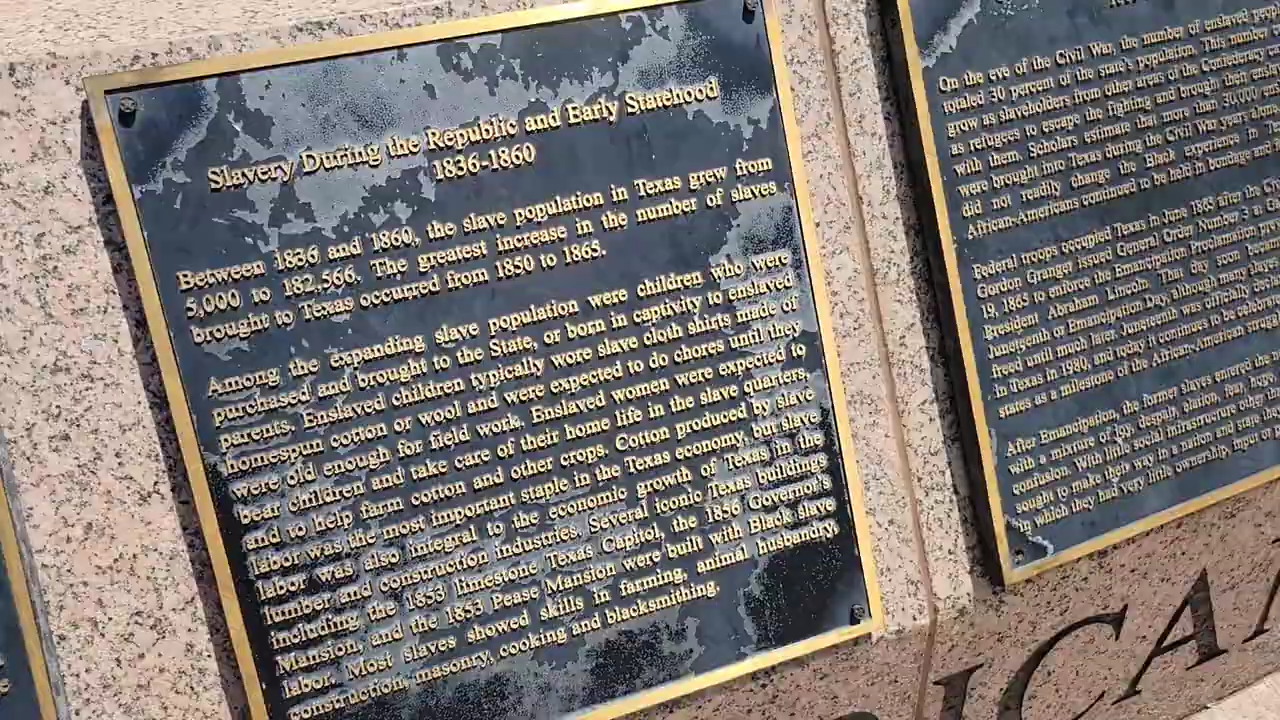 Slavery During the Republic and Early Statehood
1836-1860
Between 1836 and 1860, the slave population in Texas grew from
5,000 to 182,566. The greatest increase in the number of slaves
brought to Texas occurred from 1850 to 1865.
Among the expanding slave population were children who were
purchased and brought to the State, or born in captivity to enslaved
parents. Enslaved children typically wore slave cloth shirts made of
homespun cotton or wool and were expected to do chores until they
were old enough for field work. Enslaved women were expected to
bear children and take care of their home life in the slave quarters,
and to help farm cotton and other crops. Cotton produced by slave
labor was the most important staple in the Texas economy, but slave
labor was also integral to the economic growth of Texas in the
lumber and construction industries. Several iconic Texas buildings
including the 1853 limestone Texas Capitol, the 1856 Governor's
Mansion, and the 1853 Pease Mansion were built with Black slave
labor. Most slaves showed skills in farming, animal husbandry,
construction, masonry, cooking and blacksmithing.
On the eve of the Civil War, the number of enslaved
totaled 30 percent of the state's population. This number
grow as slaveholders from other areas of the Confederacy
as refugees to escape the fighting and brought their
with them. Scholars estimate that more than 30,000
were brought into Texas during the Civil War years
did not readily change the Black experience in
African-Americans continued to be held in bondage and
Federal troops occupied Texas in June 1865 after the
Gordon Granger issued General Order Number 3 at
19, 1865 to enforce the Emancipation Proclamation
President Abraham Lincoln. That day soon
Juneteenth or Emancipation Day, although many
freed until much later. Juneteenth was officially
in Texas in 1980, and today it continues to be
states as a milestone of the African-American
After Emancipation, the former slaves entered the
with a mixture of joy, despair, elation, fear, hope,
confusion. With little social infrastructure other
sought to make their way in a nation and state
in which they had very little ownership, input
ICA